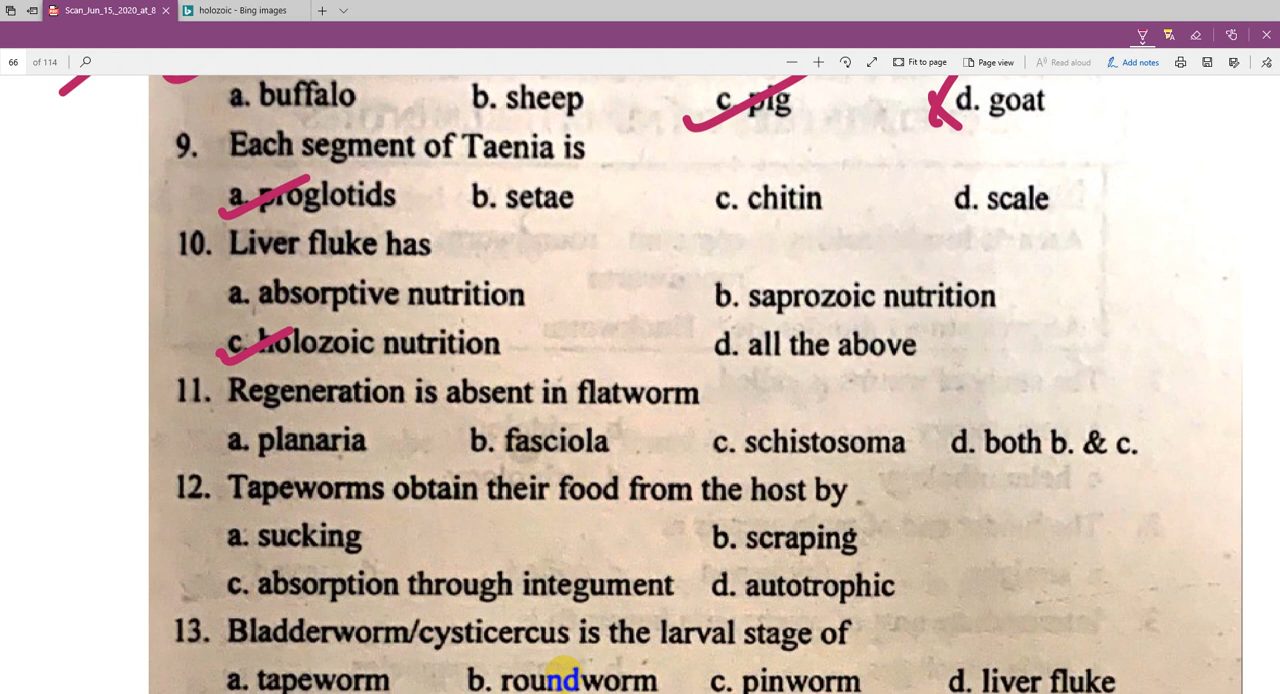 Scan_Jun_15,_2020_at_8
holozoic - Bing images
66 of 114
Fit to page
Page view
Read aloud
Add notes
a. buffalo b. sheep c. pig d. goat
9. Each segment of Taenia is
a. proglotids b. setae c. chitin d. scale
10. Liver fluke has
a. absorptive nutrition b. saprozoic nutrition
c. holozoic nutrition d. all the above
11. Regeneration is absent in flatworm
a. planaria b. fasciola c. schistosoma d. both b. & c.
12. Tapeworms obtain their food from the host by
a. sucking b. scraping
c. absorption through integument d. autotrophic
13. Bladderworm/cysticercus is the larval stage of
a. tapeworm b. roundworm c. pinworm d. liver fluke